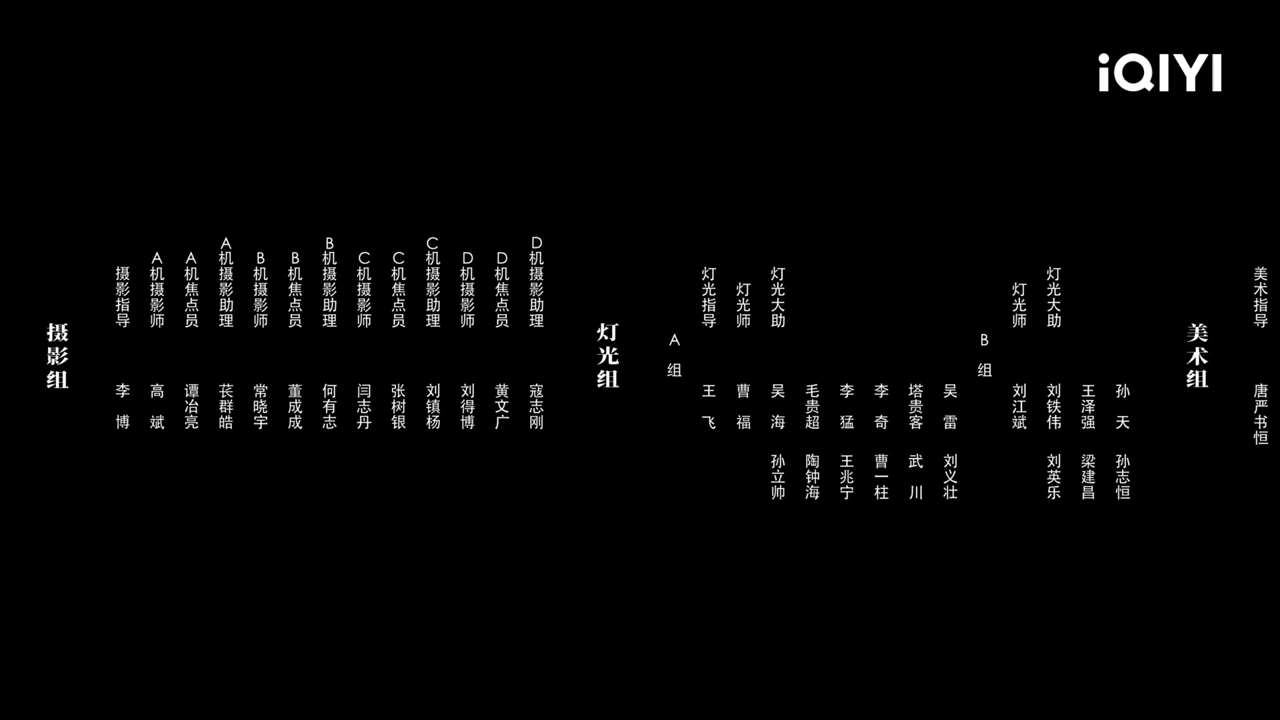 iQIYI
摄影组
摄影指导
李博
A机摄影师
高斌
A机焦点员
谭冶亮
A机摄影助理
苌群皓
B机摄影师
常晓宇
B机焦点员
董成成
B机摄影助理
何有志
C机摄影师
闫志丹
C机焦点员
张树银
C机摄影助理
刘镇杨
D机摄影师
刘得博
D机焦点员
黄文广
D机摄影助理
寇志刚
灯光组
A组
灯光指导
王飞
灯光师
曹福
灯光大助
吴海
毛贵超
李猛
李奇
塔贵客
吴雷
孙立帅
陶钟海
王兆宁
曹一柱
武川
刘义壮
B组
灯光师
刘江斌
灯光大助
刘铁伟
王泽强
孙天
刘英乐
梁建昌
孙志恒
美术组
美术指导
唐严书恒